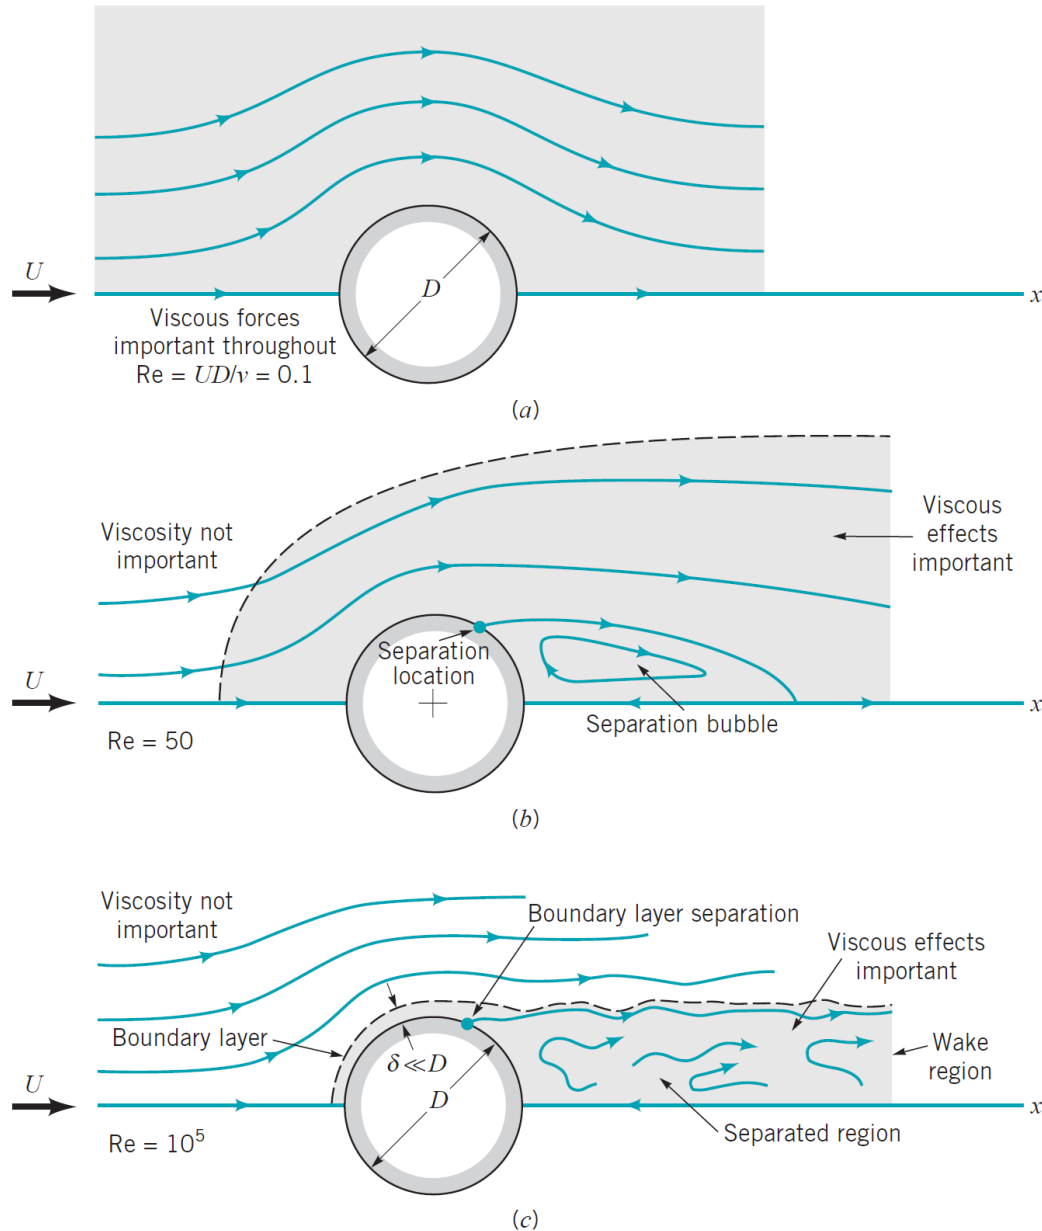 U
D
x
Viscous forces
important throughout
Re = UD/ν = 0.1
(a)
Viscosity not
important
Viscous
effects
important
Separation
location
U
x
Separation bubble
Re = 50
(b)
Viscosity not
important
Boundary layer separation
Viscous effects
important
Boundary layer
δ ≪ D
Wake
region
U
D
x
Separated region
Re = 10⁵
(c)